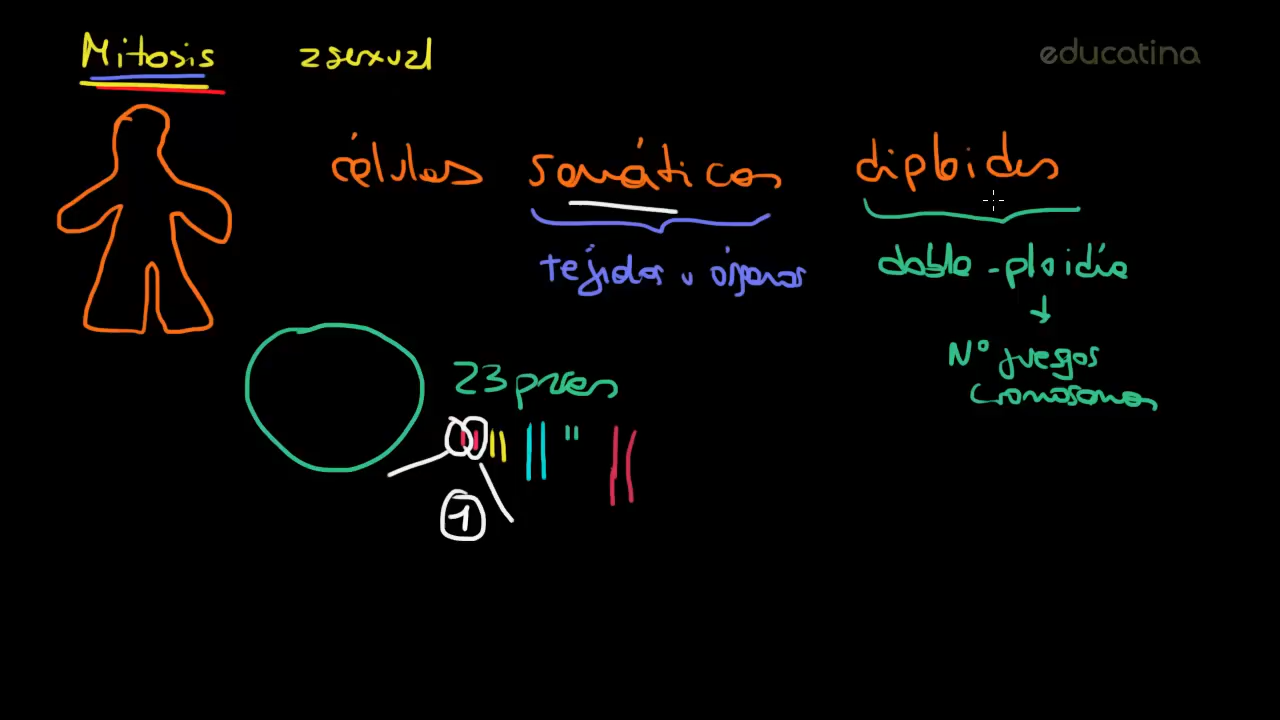 Mitosis asexual
educatina
células somáticas diploides
tejidos u órganos
doble - ploidía
N° juegos
cromosomas
23 pares
1